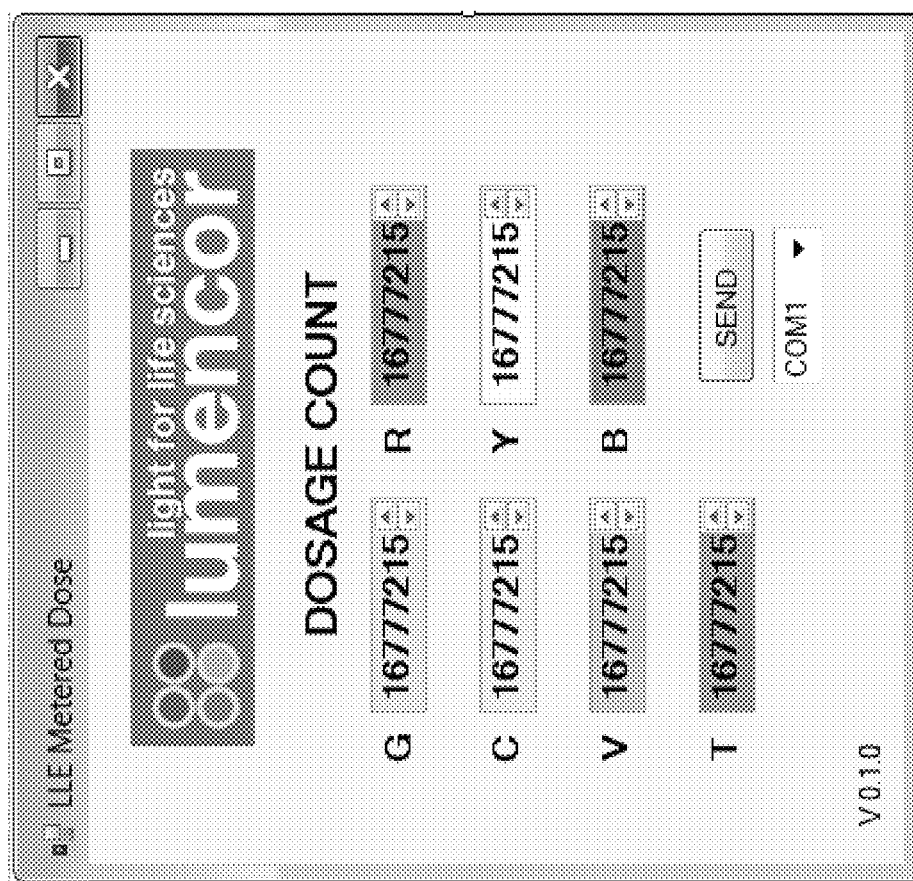 LLE Metered Dose
light for life sciences
lumencor
DOSAGE COUNT
G 16777215 R 16777215
C 16777215 Y 16777215
V 16777215 B 16777215
T 16777215 SEND
COM1
V 0.1.0